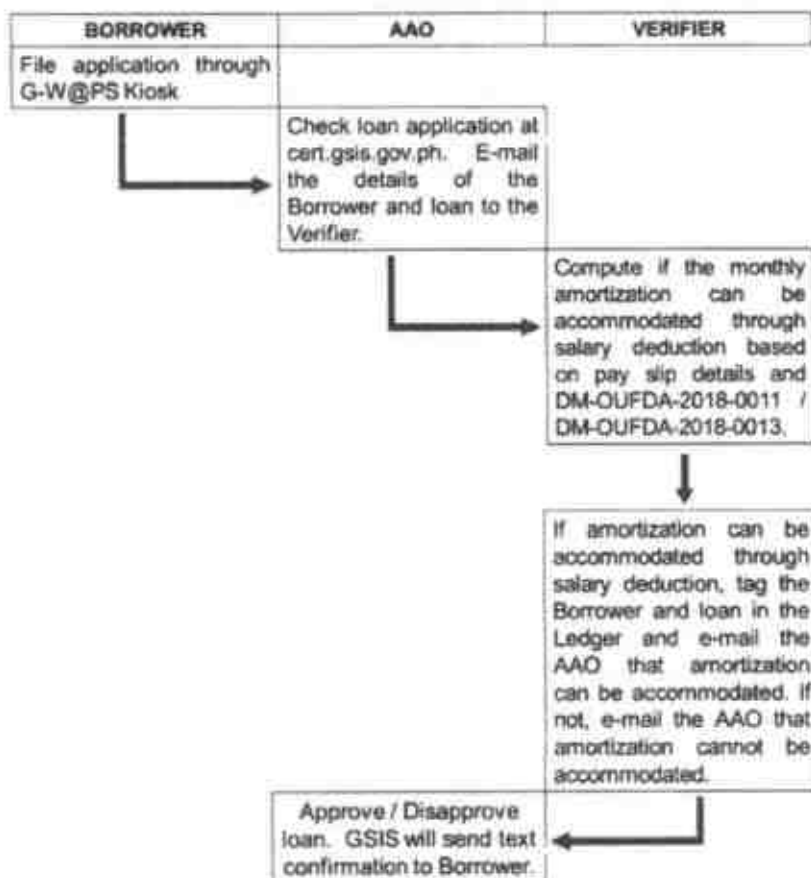 BORROWER AAO VERIFIER
File application through
G-W@PS Kiosk
Check loan application at
cert.gsis.gov.ph. E-mail
the details of the
Borrower and loan to the
Verifier.
Compute if the monthly
amortization can be
accommodated through
salary deduction based
on pay slip details and
DM-OUFDA-2018-0011 /
DM-OUFDA-2018-0013.
If amortization can be
accommodated through
salary deduction, tag the
Borrower and loan in the
Ledger and e-mail the
AAO that amortization
can be accommodated. If
not, e-mail the AAO that
amortization cannot be
accommodated.
Approve / Disapprove
loan. GSIS will send text
confirmation to Borrower.